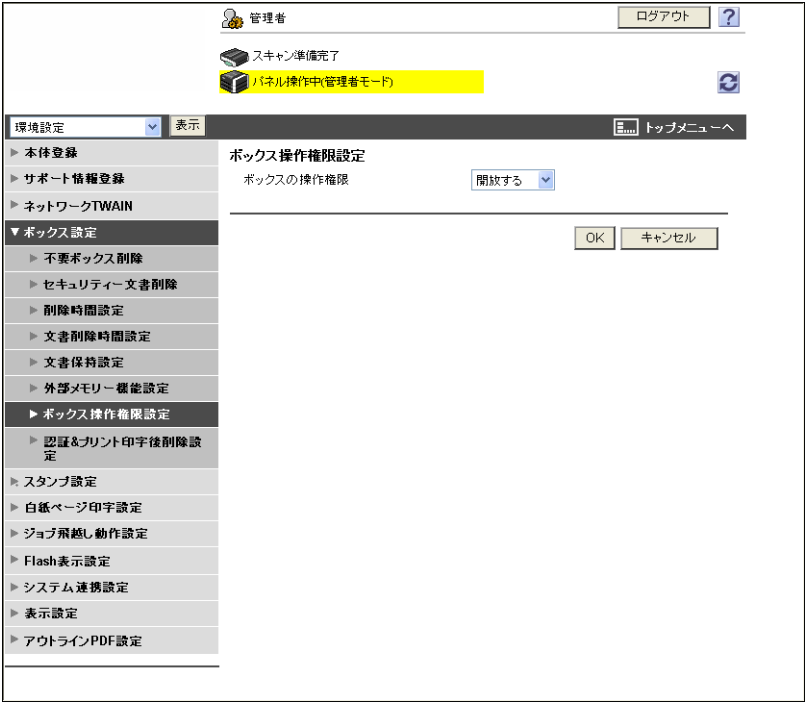 管理者
ログアウト
?
スキャン準備完了
パネル操作中(管理者モード)
環境設定
表示
トップメニューへ
本体登録
サポート情報登録
ネットワークTWAIN
ボックス設定
不要ボックス削除
セキュリティー文書削除
削除時間設定
文書削除時間設定
文書保持設定
外部メモリー機能設定
ボックス操作権限設定
認証&プリント印字後削除設
定
スタンプ設定
白紙ページ印字設定
ジョブ飛越し動作設定
Flash表示設定
システム連携設定
表示設定
アウトラインPDF設定
ボックス操作権限設定
ボックスの操作権限
開放する
OK
キャンセル